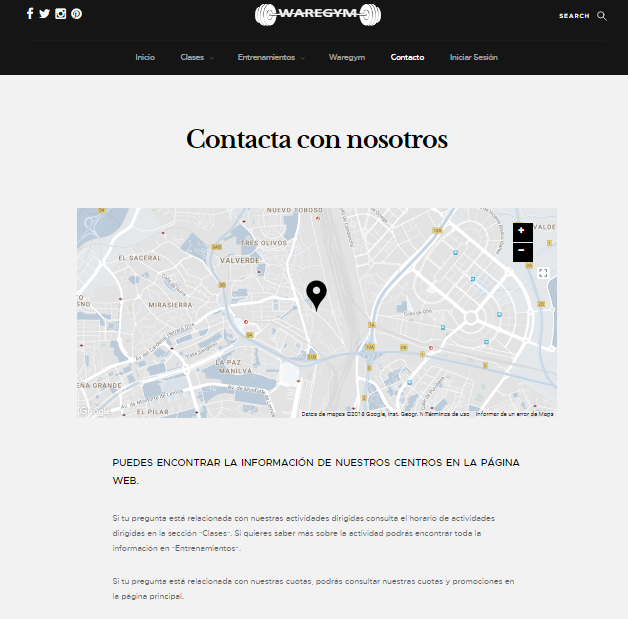 WAREGYM
SEARCH
Inicio Clases Entrenamientos Waregym Contacto Iniciar Sesión
Contacta con nosotros
NUEVO TOBOSO
TRES OLIVOS
VALVERDE
EL SACERAL
MIRASIERRA
LA PAZ
MANILVA
EÑA GRANDE
EL PILAR
Google
Datos de mapas ©2018 Google, Inst. Geogr. N Términos de uso Informar de un error de Maps
PUEDES ENCONTRAR LA INFORMACIÓN DE NUESTROS CENTROS EN LA PÁGINA
WEB.
Si tu pregunta está relacionada con nuestras actividades dirigidas consulta el horario de actividades
dirigidas en la sección "Clases". Si quieres saber más sobre la actividad podrás encontrar toda la
información en "Entrenamientos".
Si tu pregunta está relacionada con nuestras cuotas, podrás consultar nuestras cuotas y promociones en
la página principal.